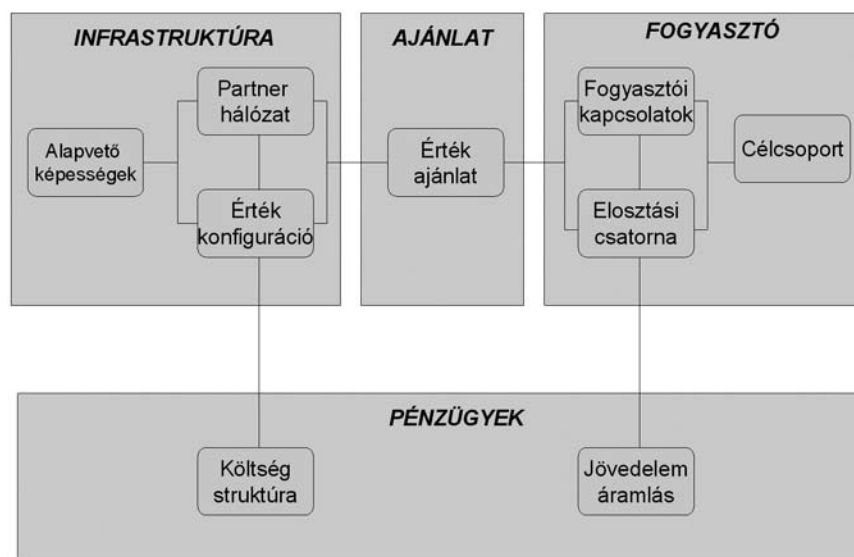 INFRASTRUKTÚRA
Partner
hálózat
Alapvető
képességek
Érték
konfiguráció
AJÁNLAT
Érték
ajánlat
FOGYASZTÓ
Fogyasztói
kapcsolatok
Célcsoport
Elosztási
csatorna
PÉNZÜGYEK
Költség
struktúra
Jövedelem
áramlás